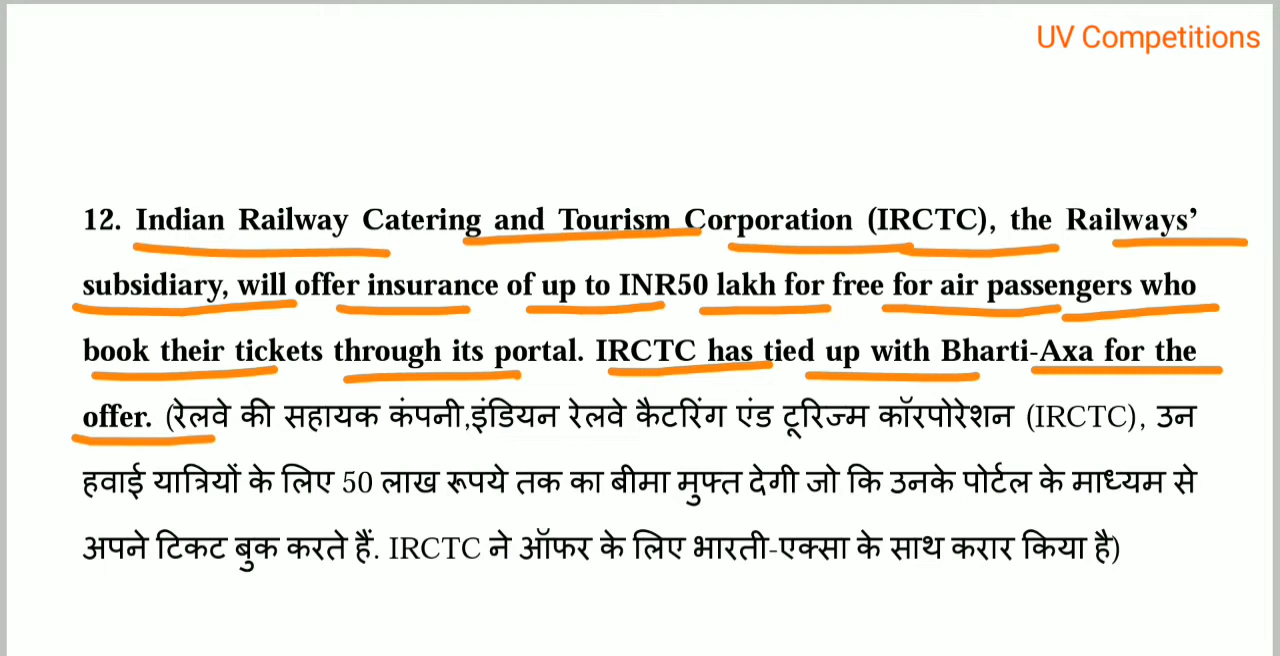 UV Competitions
12. Indian Railway Catering and Tourism Corporation (IRCTC), the Railways’
subsidiary, will offer insurance of up to INR50 lakh for free for air passengers who
book their tickets through its portal. IRCTC has tied up with Bharti-Axa for the
offer. (रेलवे की सहायक कंपनी,इंडियन रेलवे कैटरिंग एंड टूरिज्म कॉरपोरेशन (IRCTC), उन
हवाई यात्रियों के लिए 50 लाख रूपये तक का बीमा मुफ्त देगी जो कि उनके पोर्टल के माध्यम से
अपने टिकट बुक करते हैं. IRCTC ने ऑफर के लिए भारती-एक्सा के साथ करार किया है)